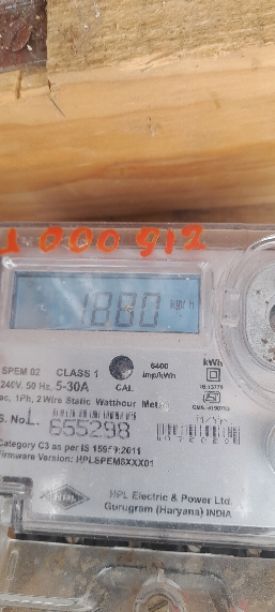 000912
1880 kWh
SPEM 02 CLASS 1 6400 imp/kWh kWh
240V, 50 Hz, 5-30A CAL
ac, 1Ph, 2 Wire Static Watthour Meter
S. No. 655298
Category C3 as per IS 15959:2011
Firmware Version: HPLSPEM6XXX01
HPL Electric & Power Ltd.
Gurugram (Haryana) INDIA